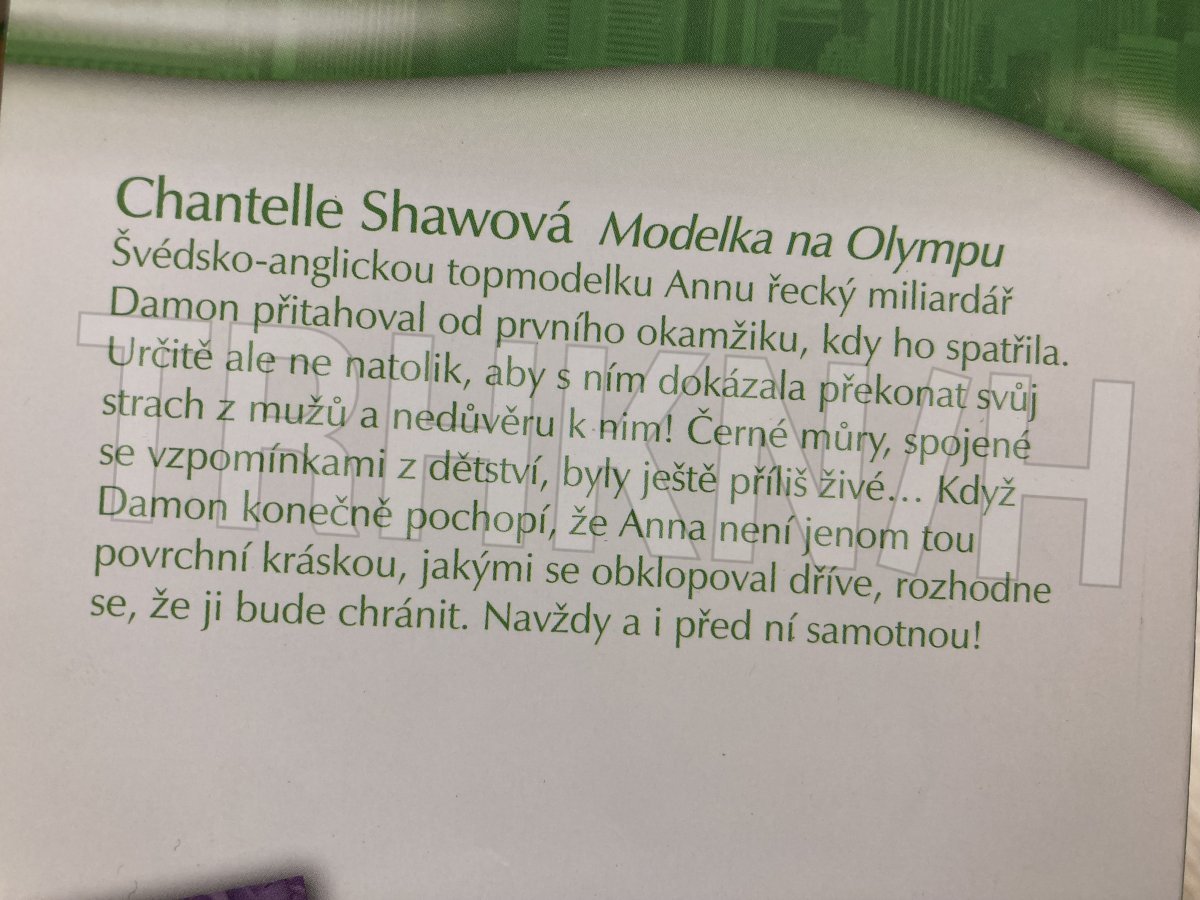 Chantelle Shawová Modelka na Olympu
Švédsko-anglickou topmodelku Annu řecký miliardář
Damon přitahoval od prvního okamžiku, kdy ho spatřila.
Určitě ale ne natolik, aby s ním dokázala překonat svůj
strach z mužů a nedůvěru k nim! Černé můry, spojené
se vzpomínkami z dětství, byly ještě příliš živé... Když
Damon konečně pochopí, že Anna není jenom tou
povrchní kráskou, jakými se obklopoval dříve, rozhodne
se, že ji bude chránit. Navždy a i před ní samotnou!
TRHKNIH